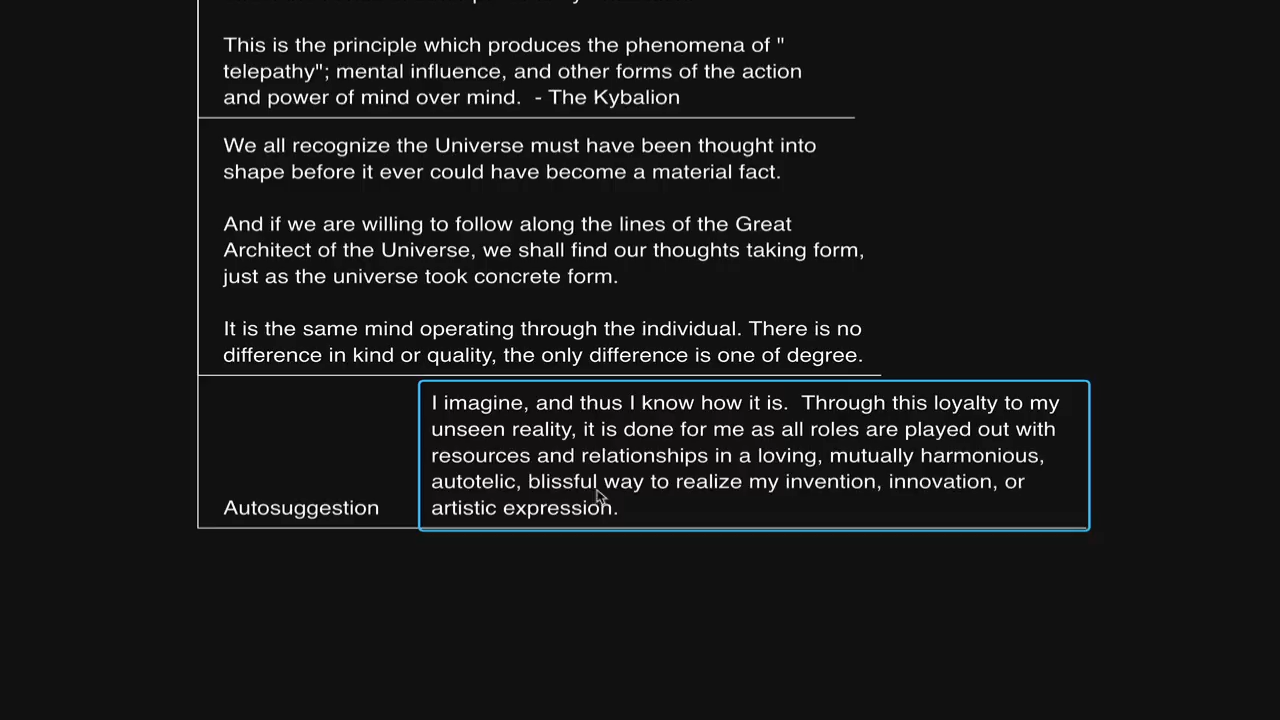 This is the principle which produces the phenomena of "
telepathy"; mental influence, and other forms of the action
and power of mind over mind.  - The Kybalion
We all recognize the Universe must have been thought into
shape before it ever could have become a material fact.
And if we are willing to follow along the lines of the Great
Architect of the Universe, we shall find our thoughts taking form,
just as the universe took concrete form.
It is the same mind operating through the individual. There is no
difference in kind or quality, the only difference is one of degree.
I imagine, and thus I know how it is.  Through this loyalty to my
unseen reality, it is done for me as all roles are played out with
resources and relationships in a loving, mutually harmonious,
autotelic, blissful way to realize my invention, innovation, or
artistic expression.
Autosuggestion